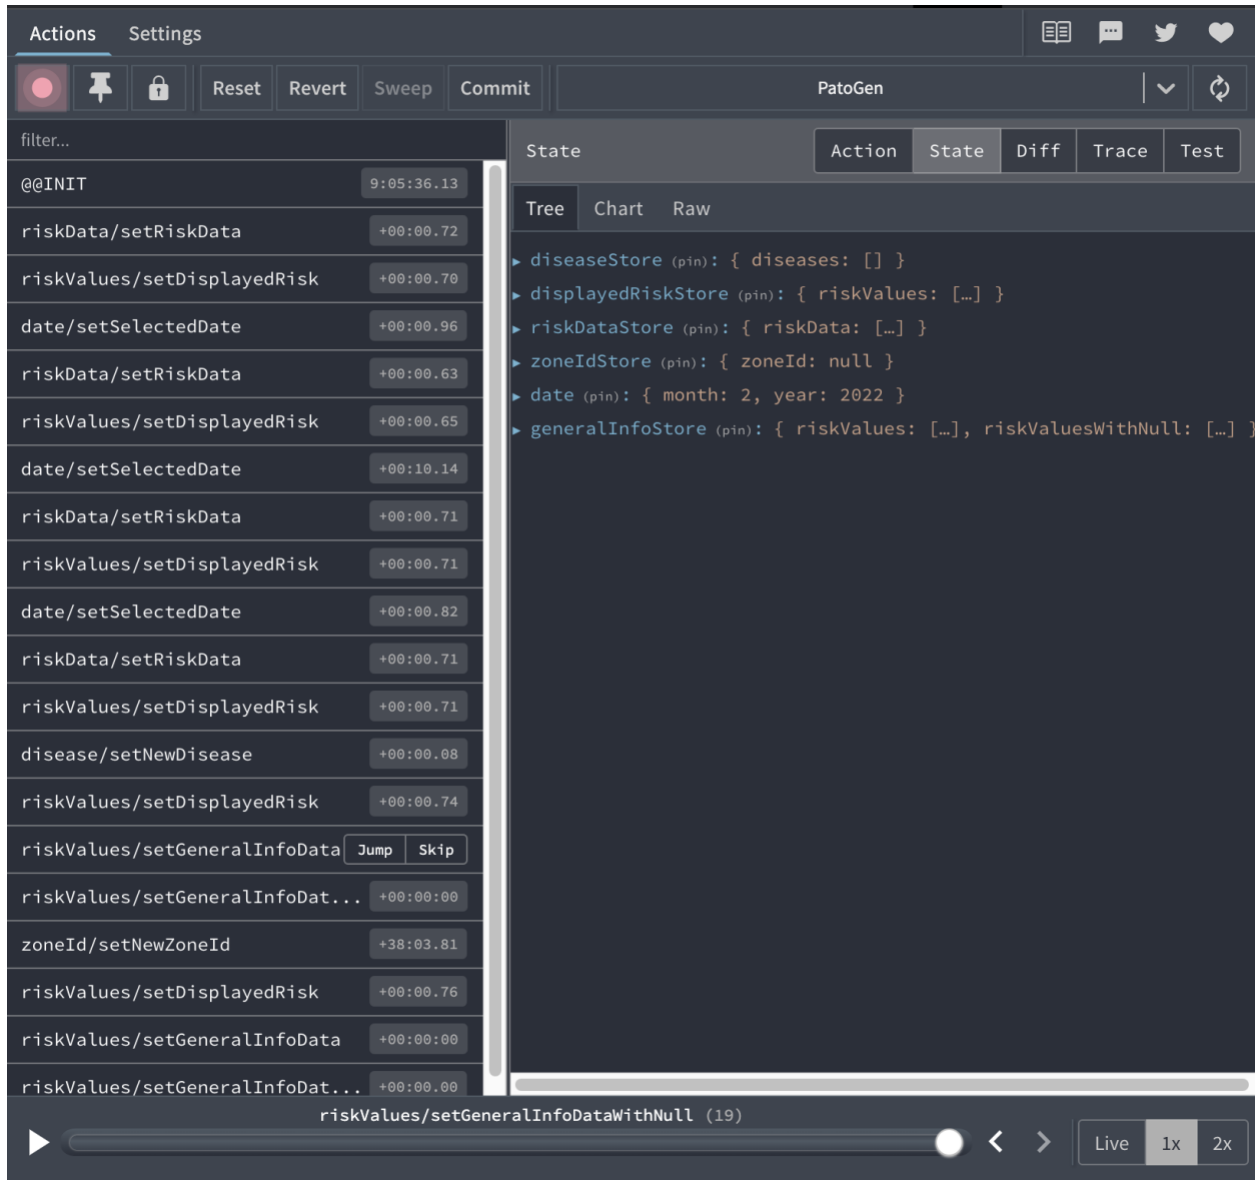 Actions Settings
Reset Revert Sweep Commit PatoGen
filter...
State Action State Diff Trace Test
@@INIT 9:05:36.13
Tree Chart Raw
riskData/setRiskData +00:00.72
riskValues/setDisplayedRisk +00:00.70
date/setSelectedDate +00:00.96
riskData/setRiskData +00:00.63
riskValues/setDisplayedRisk +00:00.65
date/setSelectedDate +00:10.14
riskData/setRiskData +00:00.71
riskValues/setDisplayedRisk +00:00.71
date/setSelectedDate +00:00.82
riskData/setRiskData +00:00.71
riskValues/setDisplayedRisk +00:00.71
disease/setNewDisease +00:00.08
riskValues/setDisplayedRisk +00:00.74
riskValues/setGeneralInfoData Jump Skip
riskValues/setGeneralInfoDat... +00:00:00
zoneId/setNewZoneId +38:03.81
riskValues/setDisplayedRisk +00:00.76
riskValues/setGeneralInfoData +00:00:00
riskValues/setGeneralInfoDat... +00:00.00
diseaseStore (pin): { diseases: [] }
displayedRiskStore (pin): { riskValues: […] }
riskDataStore (pin): { riskData: […] }
zoneIdStore (pin): { zoneId: null }
date (pin): { month: 2, year: 2022 }
generalInfoStore (pin): { riskValues: […], riskValuesWithNull: […] }
riskValues/setGeneralInfoDataWithNull (19)
Live 1x 2x